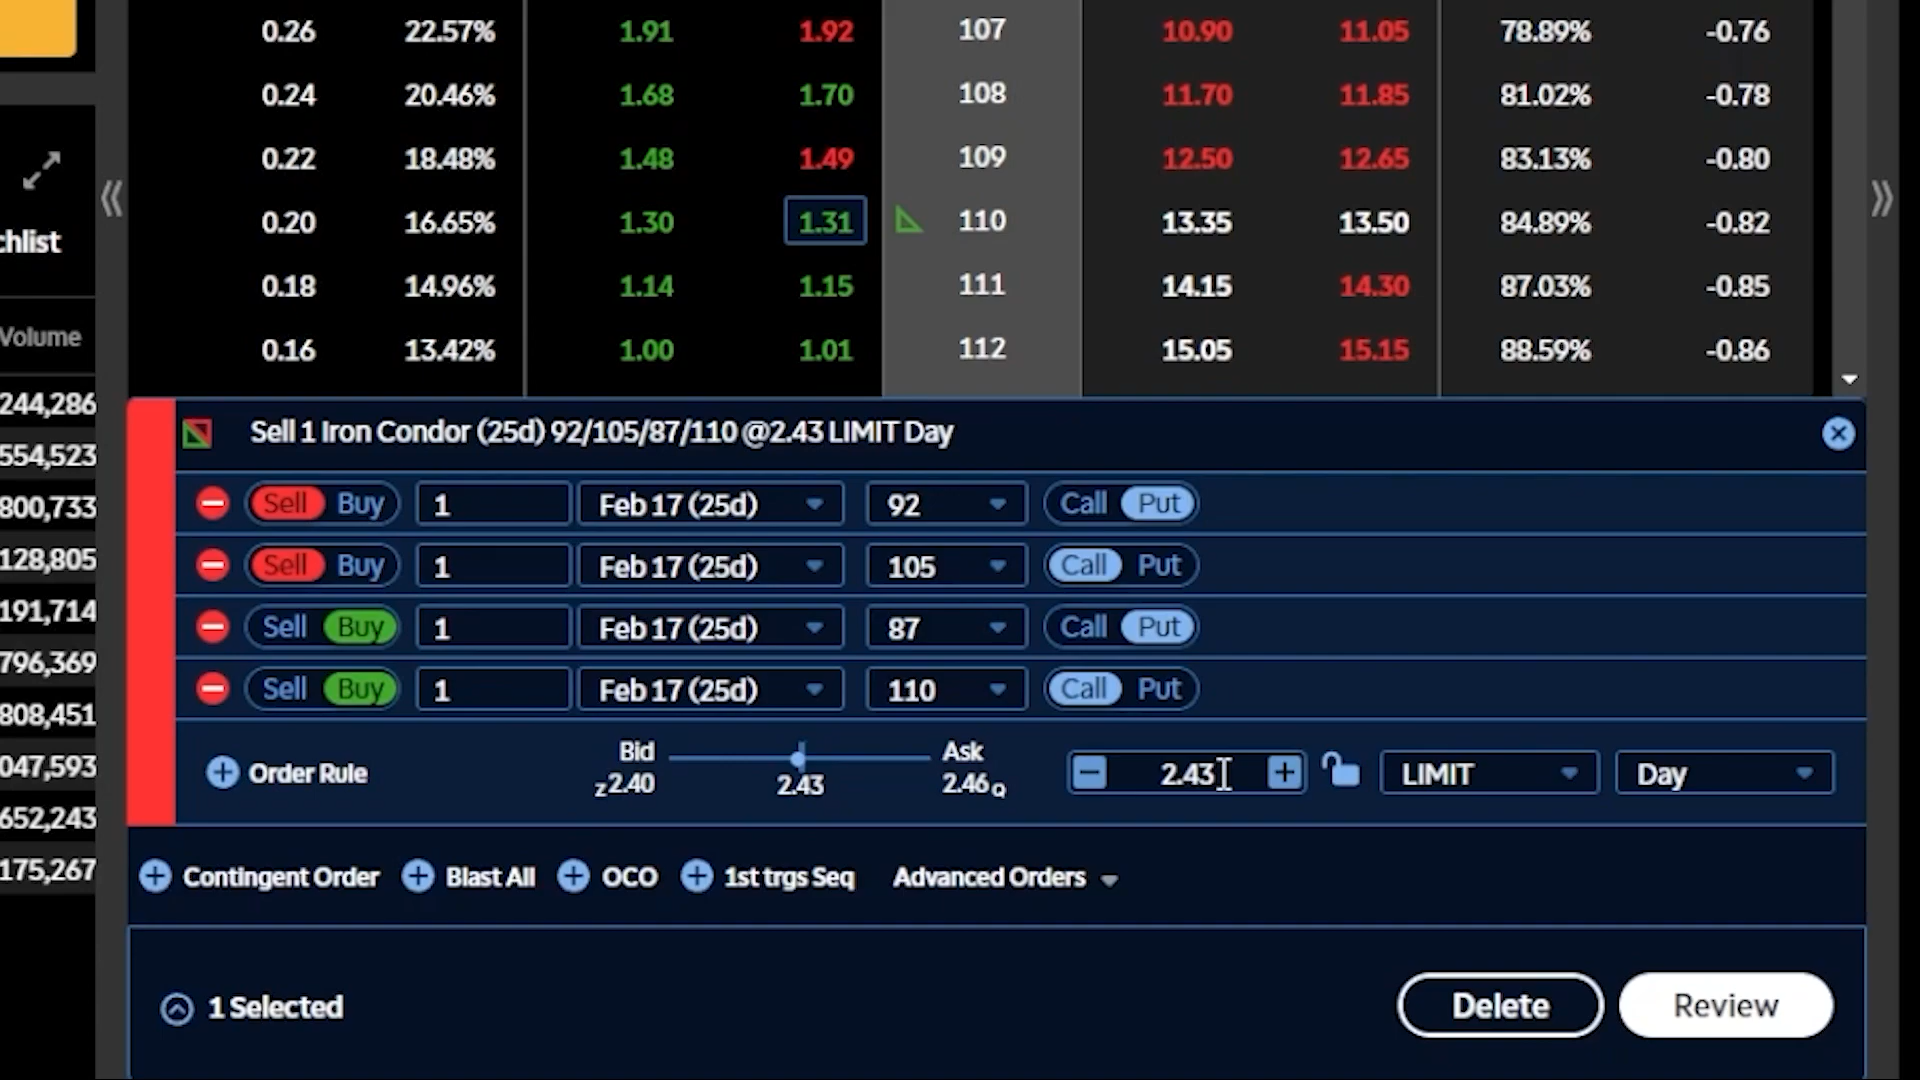 0.26 22.57% 1.91 1.92 107 10.90 11.05 78.89% -0.76
0.24 20.46% 1.68 1.70 108 11.70 11.85 81.02% -0.78
0.22 18.48% 1.48 1.49 109 12.50 12.65 83.13% -0.80
0.20 16.65% 1.30 1.31 110 13.35 13.50 84.89% -0.82
0.18 14.96% 1.14 1.15 111 14.15 14.30 87.03% -0.85
0.16 13.42% 1.00 1.01 112 15.05 15.15 88.59% -0.86
chlist
Volume
244,286
554,523
800,733
128,805
191,714
796,369
808,451
047,593
652,243
175,267
Sell 1 Iron Condor (25d) 92/105/87/110 @2.43 LIMIT Day
Sell Buy 1 Feb 17 (25d) 92 Call Put
Sell Buy 1 Feb 17 (25d) 105 Call Put
Sell Buy 1 Feb 17 (25d) 87 Call Put
Sell Buy 1 Feb 17 (25d) 110 Call Put
Order Rule
Bid Ask
z 2.40 2.43 2.46 Q
2.43 LIMIT Day
Contingent Order Blast All OCO 1st trgs Seq Advanced Orders
1 Selected Delete Review